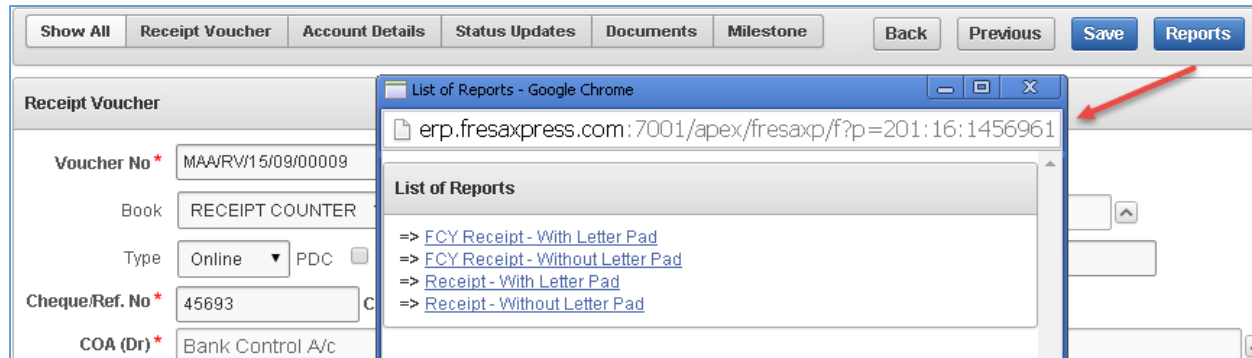 Show All Receipt Voucher Account Details Status Updates Documents Milestone Back Previous Save Reports
List of Reports - Google Chrome
Receipt Voucher
erp.fresaxpress.com:7001/apex/fresaxp/f?p=201:16:1456961
Voucher No* MAA/RV/15/09/00009
List of Reports
Book RECEIPT COUNTER
=> FCY Receipt - With Letter Pad
Type Online PDC
=> FCY Receipt - Without Letter Pad
=> Receipt - With Letter Pad
Cheque/Ref. No* 45693 C
=> Receipt - Without Letter Pad
COA (Dr)* Bank Control A/c